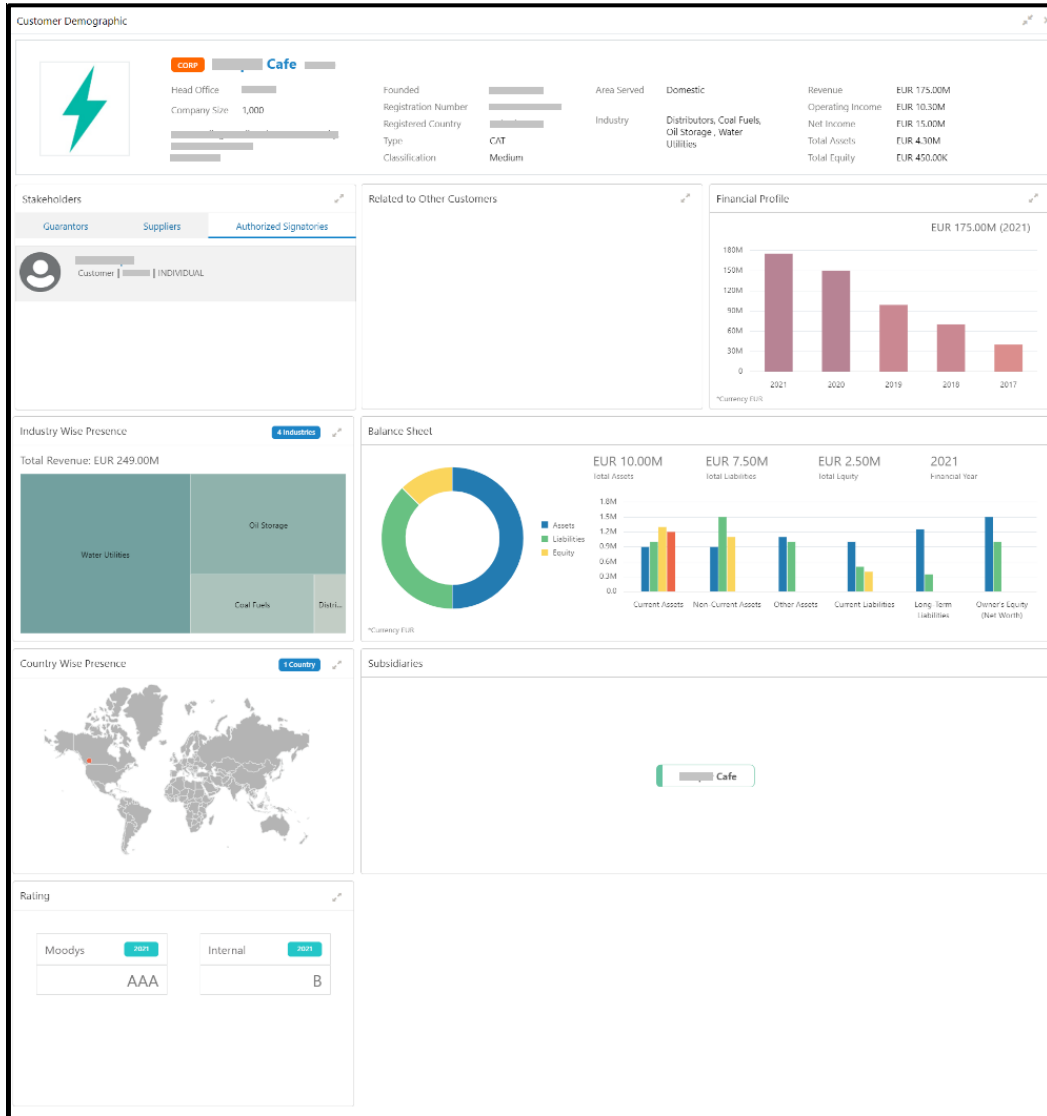 Customer Demographic
CORP Cafe
Head Office
Company Size 1,000
Founded
Registration Number
Registered Country
Type CAT
Classification Medium
Area Served Domestic
Industry Distributors, Coal Fuels,
Oil Storage , Water
Utilities
Revenue EUR 175.00M
Operating Income EUR 10.30M
Net Income EUR 15.00M
Total Assets EUR 4.30M
Total Equity EUR 450.00K
Stakeholders
Guarantors Suppliers Authorized Signatories
Customer | | INDIVIDUAL
Related to Other Customers
Financial Profile
EUR 175.00M (2021)
180M
150M
120M
90M
60M
30M
0
2021 2020 2019 2018 2017
*Currency EUR
Industry Wise Presence 4 Industries
Total Revenue: EUR 249.00M
Water Utilities
Oil Storage
Coal Fuels
Distri...
Balance Sheet
Assets
Liabilities
Equity
*Currency EUR
EUR 10.00M EUR 7.50M EUR 2.50M 2021
Total Assets Total Liabilities Total Equity Financial Year
1.8M
1.5M
1.2M
0.9M
0.6M
0.3M
0.0
Current Assets Non-Current Assets Other Assets Current Liabilities Long-Term Owner's Equity
Liabilities (Net Worth)
Country Wise Presence 1 Country
Subsidiaries
Cafe
Rating
Moodys 2021
AAA
Internal 2021
B